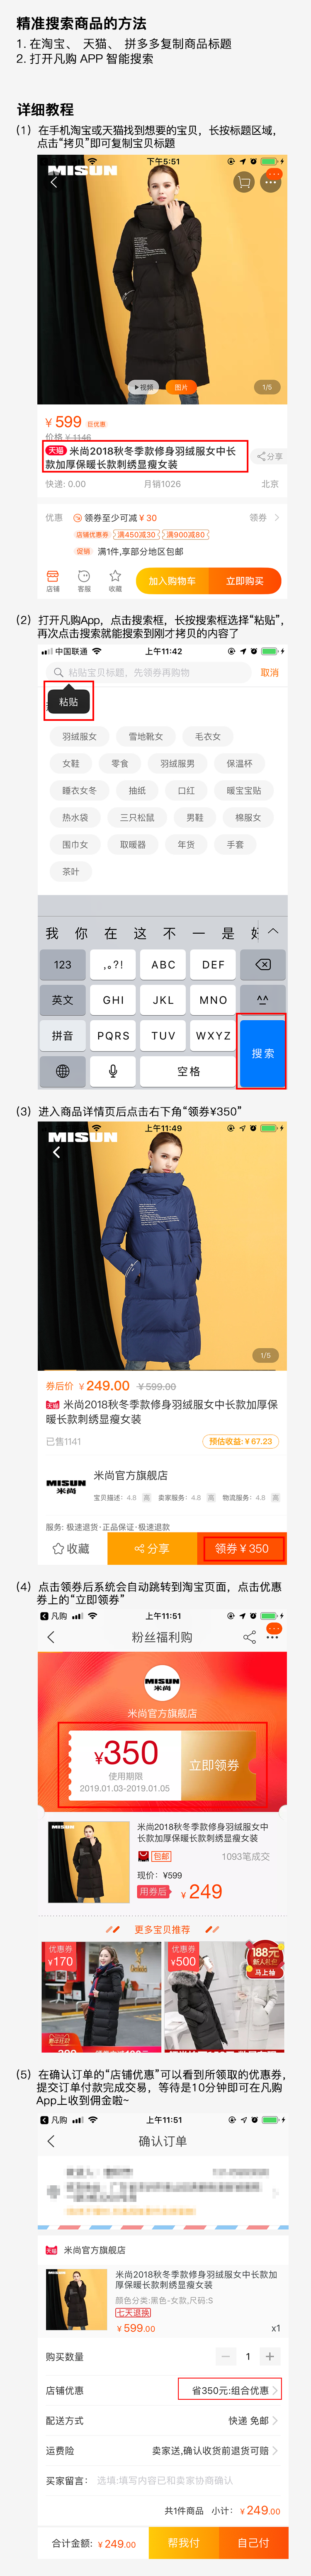 精准搜索商品的方法
1. 在淘宝、 天猫、 拼多多复制商品标题
2. 打开凡购 APP 智能搜索
详细教程
（1）在手机淘宝或天猫找到想要的宝贝，长按标题区域，
点击“拷贝”即可复制宝贝标题
下午5:51
MISUN
视频
图片
1/5
¥599 巨优惠!
价格 ¥ 1146
天猫 米尚2018秋冬季款修身羽绒服女中长
款加厚保暖长款刺绣显瘦女装
分享
快递: 0.00 月销1026 北京
优惠 领券至少可减 ¥ 30 领券
店铺优惠券 满450减30 满900减80
促销 满1件,享部分地区包邮
店铺 客服 收藏 加入购物车 立即购买
（2）打开凡购App，点击搜索框，长按搜索框选择“粘贴”，
再次点击搜索就能搜索到刚才拷贝的内容了
中国联通 上午11:42
粘贴宝贝标题，先领券再购物 取消
粘贴
羽绒服女 雪地靴女 毛衣女
女鞋 零食 羽绒服男 保温杯
睡衣女冬 抽纸 口红 暖宝宝贴
热水袋 三只松鼠 男鞋 棉服女
围巾女 取暖器 年货 手套
茶叶
我 你 在 这 不 一 是 好
123 ,。?! ABC DEF
英文 GHI JKL MNO ^^
拼音 PQRS TUV WXYZ 搜索
空格
（3）进入商品详情页后点击右下角“领券¥350”
上午11:49
MISUN
1/5
券后价 ¥ 249.00 ¥599.00
天猫 米尚2018秋冬季款修身羽绒服女中长款加厚保
暖长款刺绣显瘦女装
已售1141 预估收益: ¥ 67.23
MISUN
米尚
米尚官方旗舰店
宝贝描述：4.8 高 卖家服务：4.8 高 物流服务：4.8 高
服务: 极速退货·正品保证·极速退款
收藏 分享 领券 ¥ 350
（4）点击领券后系统会自动跳转到淘宝页面，点击优惠
券上的“立即领券”
凡购 上午11:51
粉丝福利购
MISUN
米尚
米尚官方旗舰店
¥350
使用期限
2019.01.03-2019.01.05
立即领券
MISUN
米尚2018秋冬季款修身羽绒服女中
长款加厚保暖长款刺绣显瘦女装
包邮 1093笔成交
现价: ¥599
用券后 ¥ 249
更多宝贝推荐
优惠券
¥170
优惠券
¥500
188元
新人礼包
马上抽
（5）在确认订单的“店铺优惠”可以看到所领取的优惠券，
提交订单付款完成交易，等待是10分钟即可在凡购
App上收到佣金啦~
凡购 上午11:51
确认订单
天猫 米尚官方旗舰店
MISUN
米尚2018秋冬季款修身羽绒服女中长款加
厚保暖长款刺绣显瘦女装
颜色分类:黑色-女款,尺码:S
七天退换
¥ 599.00 x1
购买数量 1
店铺优惠 省350元:组合优惠
配送方式 快递 免邮
运费险 卖家送,确认收货前退货可赔
买家留言： 选填:填写内容已和卖家协商确认
共1件商品 小计: ¥ 249.00
合计金额: ¥ 249.00 帮我付 自己付